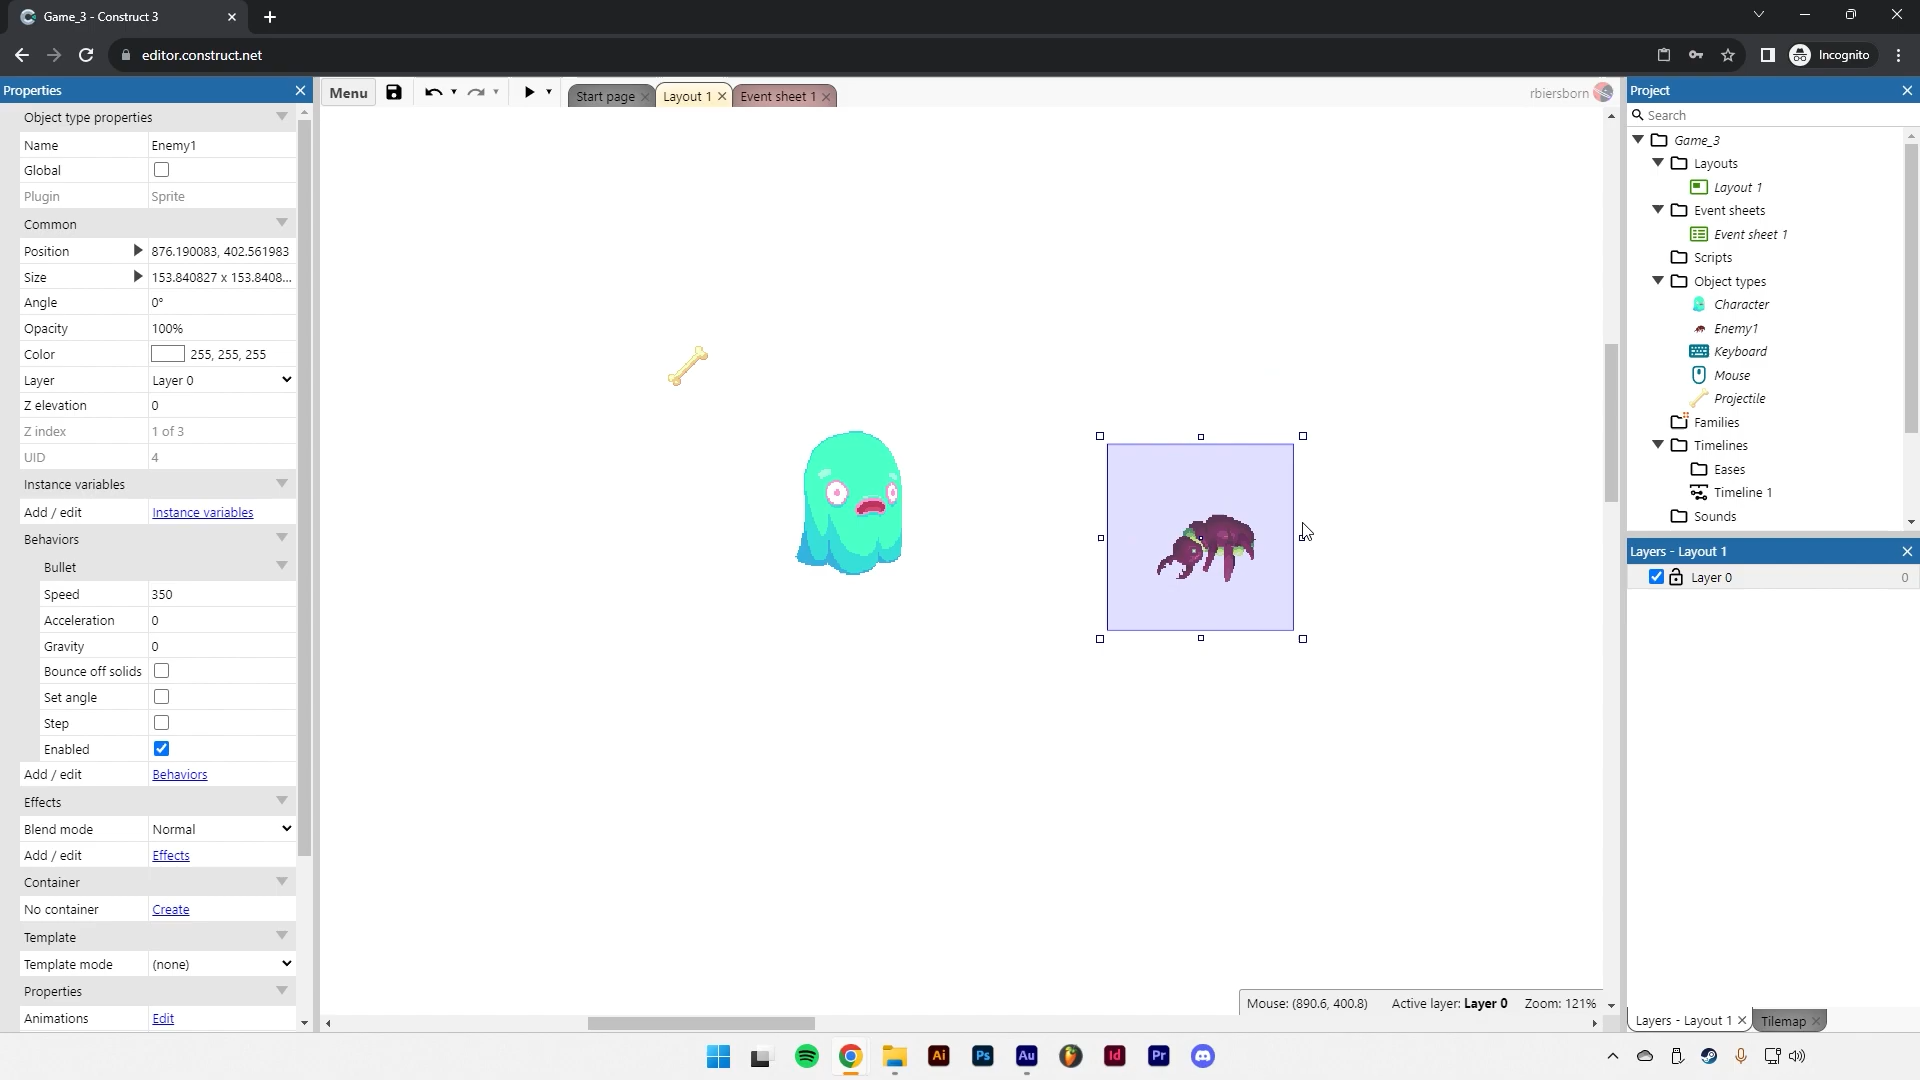 Game_3 - Construct 3
editor.construct.net
Incognito
Properties
Menu
Start page
Layout 1
Event sheet 1
rbiersborn
Project
Object type properties
Name Enemy1
Global
Plugin Sprite
Common
Position 876.190083, 402.561983
Size 153.840827 x 153.8408...
Angle 0°
Opacity 100%
Color 255, 255, 255
Layer Layer 0
Z elevation 0
Z index 1 of 3
UID 4
Instance variables
Add / edit Instance variables
Behaviors
Bullet
Speed 350
Acceleration 0
Gravity 0
Bounce off solids
Set angle
Step
Enabled
Add / edit Behaviors
Effects
Blend mode Normal
Add / edit Effects
Container
No container Create
Template
Template mode (none)
Properties
Animations Edit
Mouse: (890.6, 400.8) Active layer: Layer 0 Zoom: 121%
Search
Game_3
Layouts
Layout 1
Event sheets
Event sheet 1
Scripts
Object types
Character
Enemy1
Keyboard
Mouse
Projectile
Families
Timelines
Eases
Timeline 1
Sounds
Layers - Layout 1
Layer 0 0
Layers - Layout 1
Tilemap
Ai
Ps
Au
Id
Pr